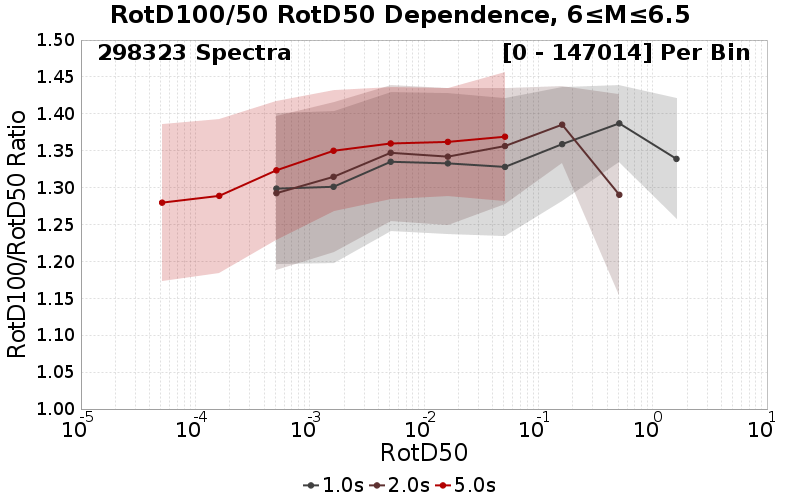 RotD100/50 RotD50 Dependence, 6≤M≤6.5
298323 Spectra
[0 - 147014] Per Bin
RotD100/RotD50 Ratio
1.50
1.45
1.40
1.35
1.30
1.25
1.20
1.15
1.10
1.05
1.00
10^-5 10^-4 10^-3 10^-2 10^-1 10^0 10^1
RotD50
1.0s 2.0s 5.0s